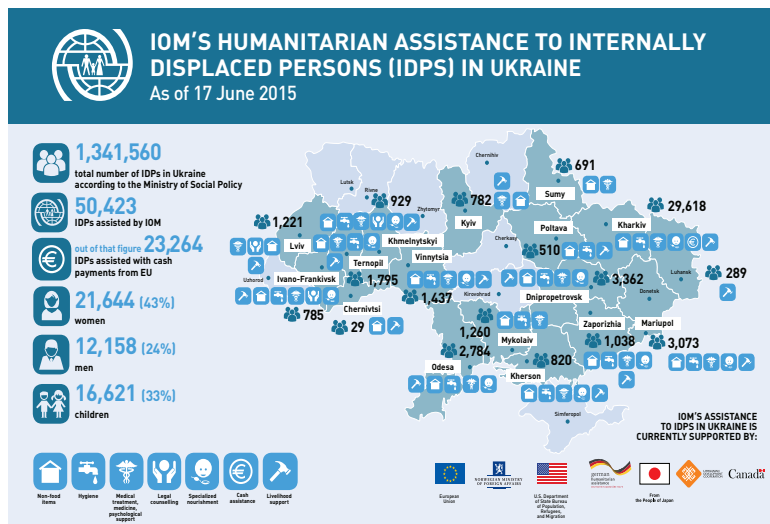 IOM'S HUMANITARIAN ASSISTANCE TO INTERNALLY
DISPLACED PERSONS (IDPS) IN UKRAINE
As of 17 June 2015
1,341,560
total number of IDPs in Ukraine
according to the Ministry of Social Policy
50,423
IDPs assisted by IOM
out of that figure 23,264
IDPs assisted with cash
payments from EU
21,644 (43%)
women
12,158 (24%)
men
16,621 (33%)
children
Chernihiv
691
Sumy
Lutsk
Rivne
929
Zhytomyr
782
Kyiv
29,618
Kharkiv
1,221
Lviv
Khmelnytskyi
Ternopil
Vinnytsia
Cherkasy
Poltava
510
Uzhorod
Ivano-Frankivsk
1,795
1,437
Kirovohrad
Dnipropetrovsk
3,362
Luhansk
289
Donetsk
785
Chernivtsi
29
1,260
Mykolaiv
Zaporizhia
1,038
Mariupol
3,073
2,784
Odesa
820
Kherson
Simferopol
IOM'S ASSISTANCE
TO IDPS IN UKRAINE IS
CURRENTLY SUPPORTED BY:
Non-food
items
Hygiene
Medical
treatment,
medicine,
psychological
support
Legal
counselling
Specialized
nourishment
Cash
assistance
Livelihood
support
European
Union
NORWEGIAN MINISTRY
OF FOREIGN AFFAIRS
U.S. Department
of State Bureau
of Population,
Refugees,
and Migration
german
humanitarian
assistance
From
the People of Japan
Canada